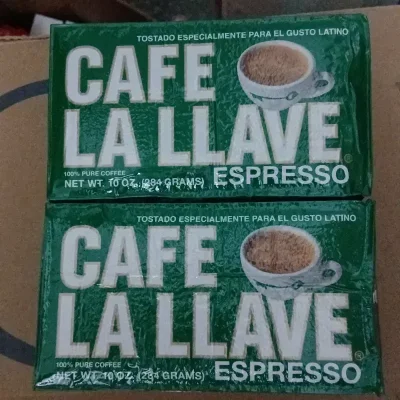 TOSTADO ESPECIALMENTE PARA EL GUSTO LATINO
CAFE
LA LLAVE®
100% PURE COFFEE
NET WT. 10 OZ. (284 GRAMS) ESPRESSO
TOSTADO ESPECIALMENTE PARA EL GUSTO LATINO
CAFE
LA LLAVE®
100% PURE COFFEE
NET WT. 10 OZ. (284 GRAMS) ESPRESSO